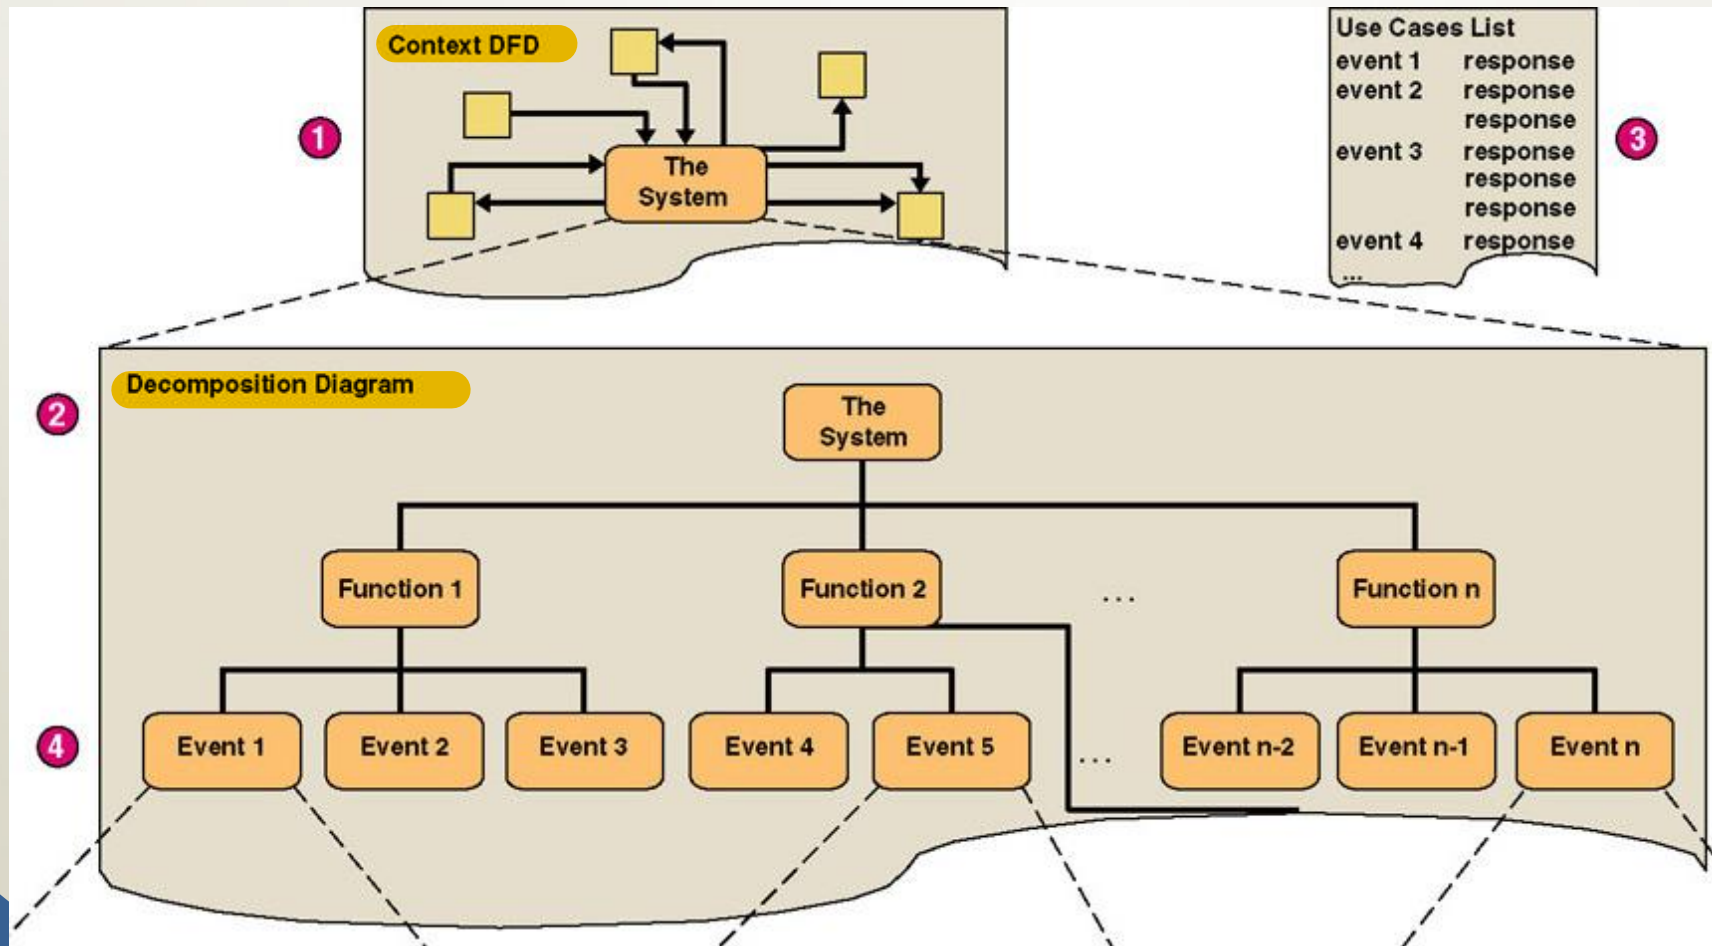 Context DFD
1
The
System
Use Cases List
event 1 response
event 2 response
response
event 3 response
response
response
event 4 response
...
3
2
Decomposition Diagram
The
System
Function 1
Function 2
...
Function n
4
Event 1
Event 2
Event 3
Event 4
Event 5
...
Event n-2
Event n-1
Event n